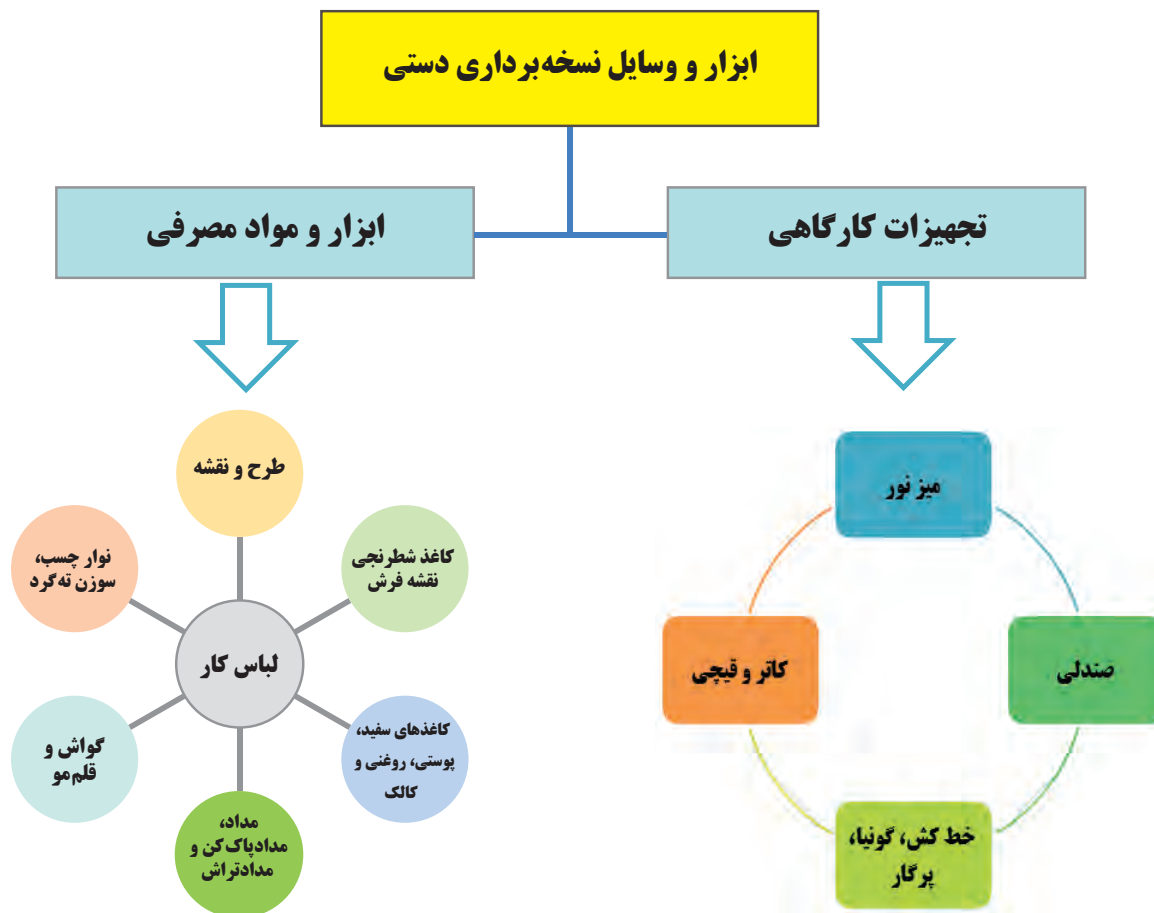 ابزار و وسایل نسخه‌برداری دستی
تجهیزات کارگاهی
ابزار و مواد مصرفی
میز نور
صندلی
خط کش، گونیا،
پرگار
کاتر و قیچی
طرح و نقشه
کاغذ شطرنجی
نقشه فرش
کاغذهای سفید،
پوستی، روغنی و
کالک
مداد،
مدادپاک‌کن و
مدادتراش
گواش و
قلم‌مو
نوار چسب،
سوزن ته‌گرد
لباس کار